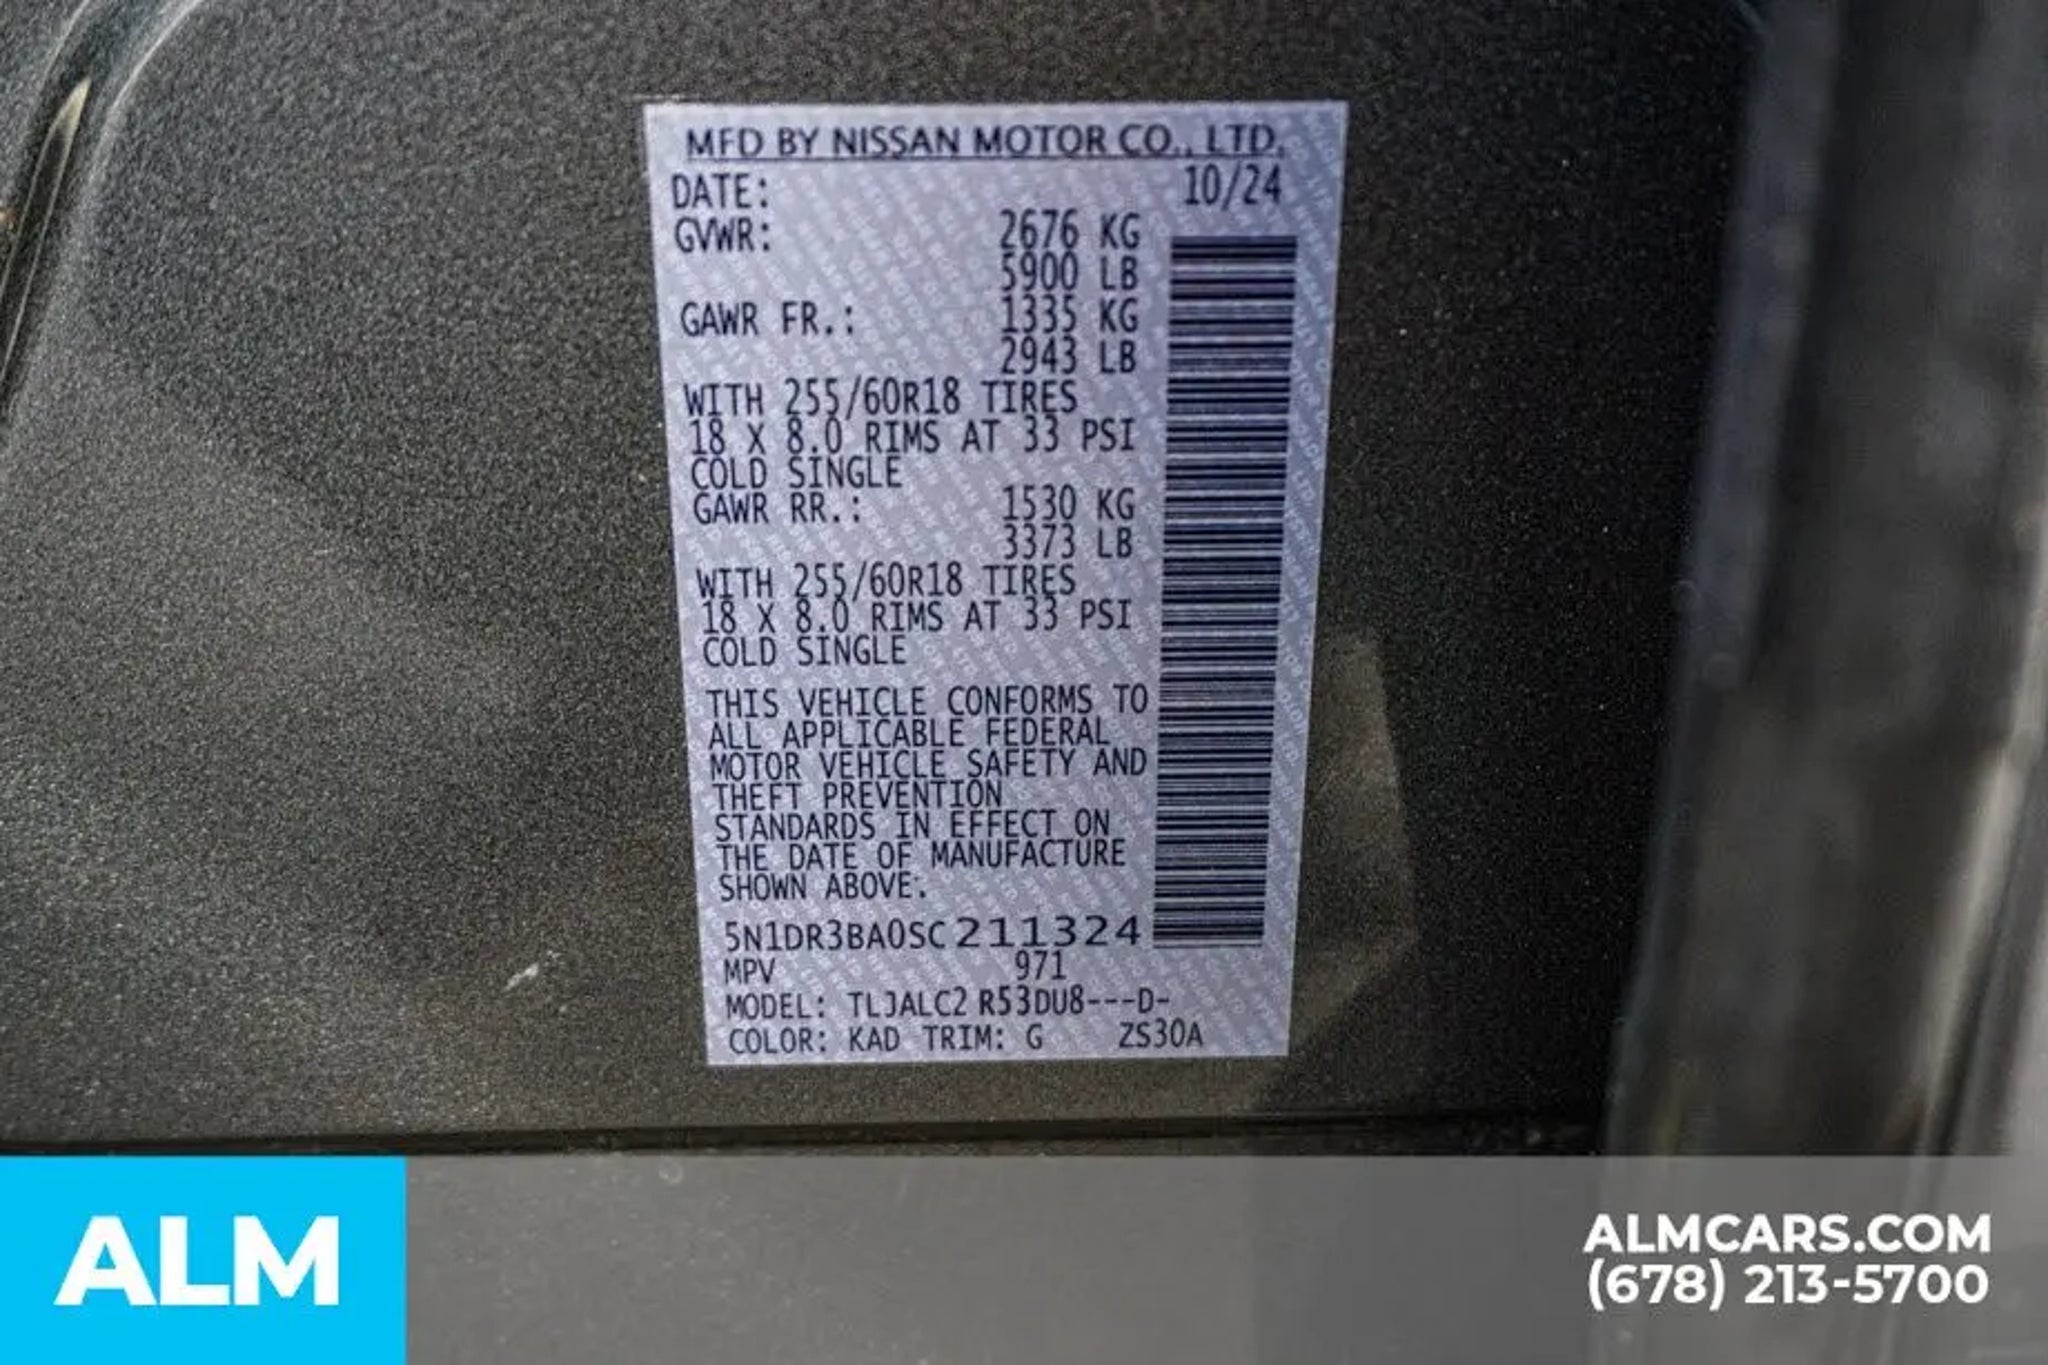 MFD BY NISSAN MOTOR CO., LTD.
DATE: 10/24
GVWR: 2676 KG
5900 LB
GAWR FR.: 1335 KG
2943 LB
WITH 255/60R18 TIRES
18 X 8.0 RIMS AT 33 PSI
COLD SINGLE
GAWR RR.: 1530 KG
3373 LB
WITH 255/60R18 TIRES
18 X 8.0 RIMS AT 33 PSI
COLD SINGLE
THIS VEHICLE CONFORMS TO
ALL APPLICABLE FEDERAL
MOTOR VEHICLE SAFETY AND
THEFT PREVENTION
STANDARDS IN EFFECT ON
THE DATE OF MANUFACTURE
SHOWN ABOVE.
5N1DR3BA0SC211324
MPV 971
MODEL: TLJALC2 R53DU8---D-
COLOR: KAD TRIM: G ZS30A
ALM
ALMCARS.COM
(678) 213-5700